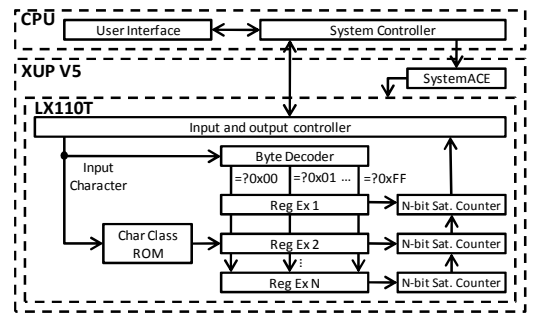 CPU
User Interface
System Controller
XUP V5
SystemACE
LX110T
Input and output controller
Input
Character
Byte Decoder
=?0x00 =?0x01 ... =?0xFF
Reg Ex 1
N-bit Sat. Counter
Char Class
ROM
Reg Ex 2
N-bit Sat. Counter
⋮
Reg Ex N
N-bit Sat. Counter